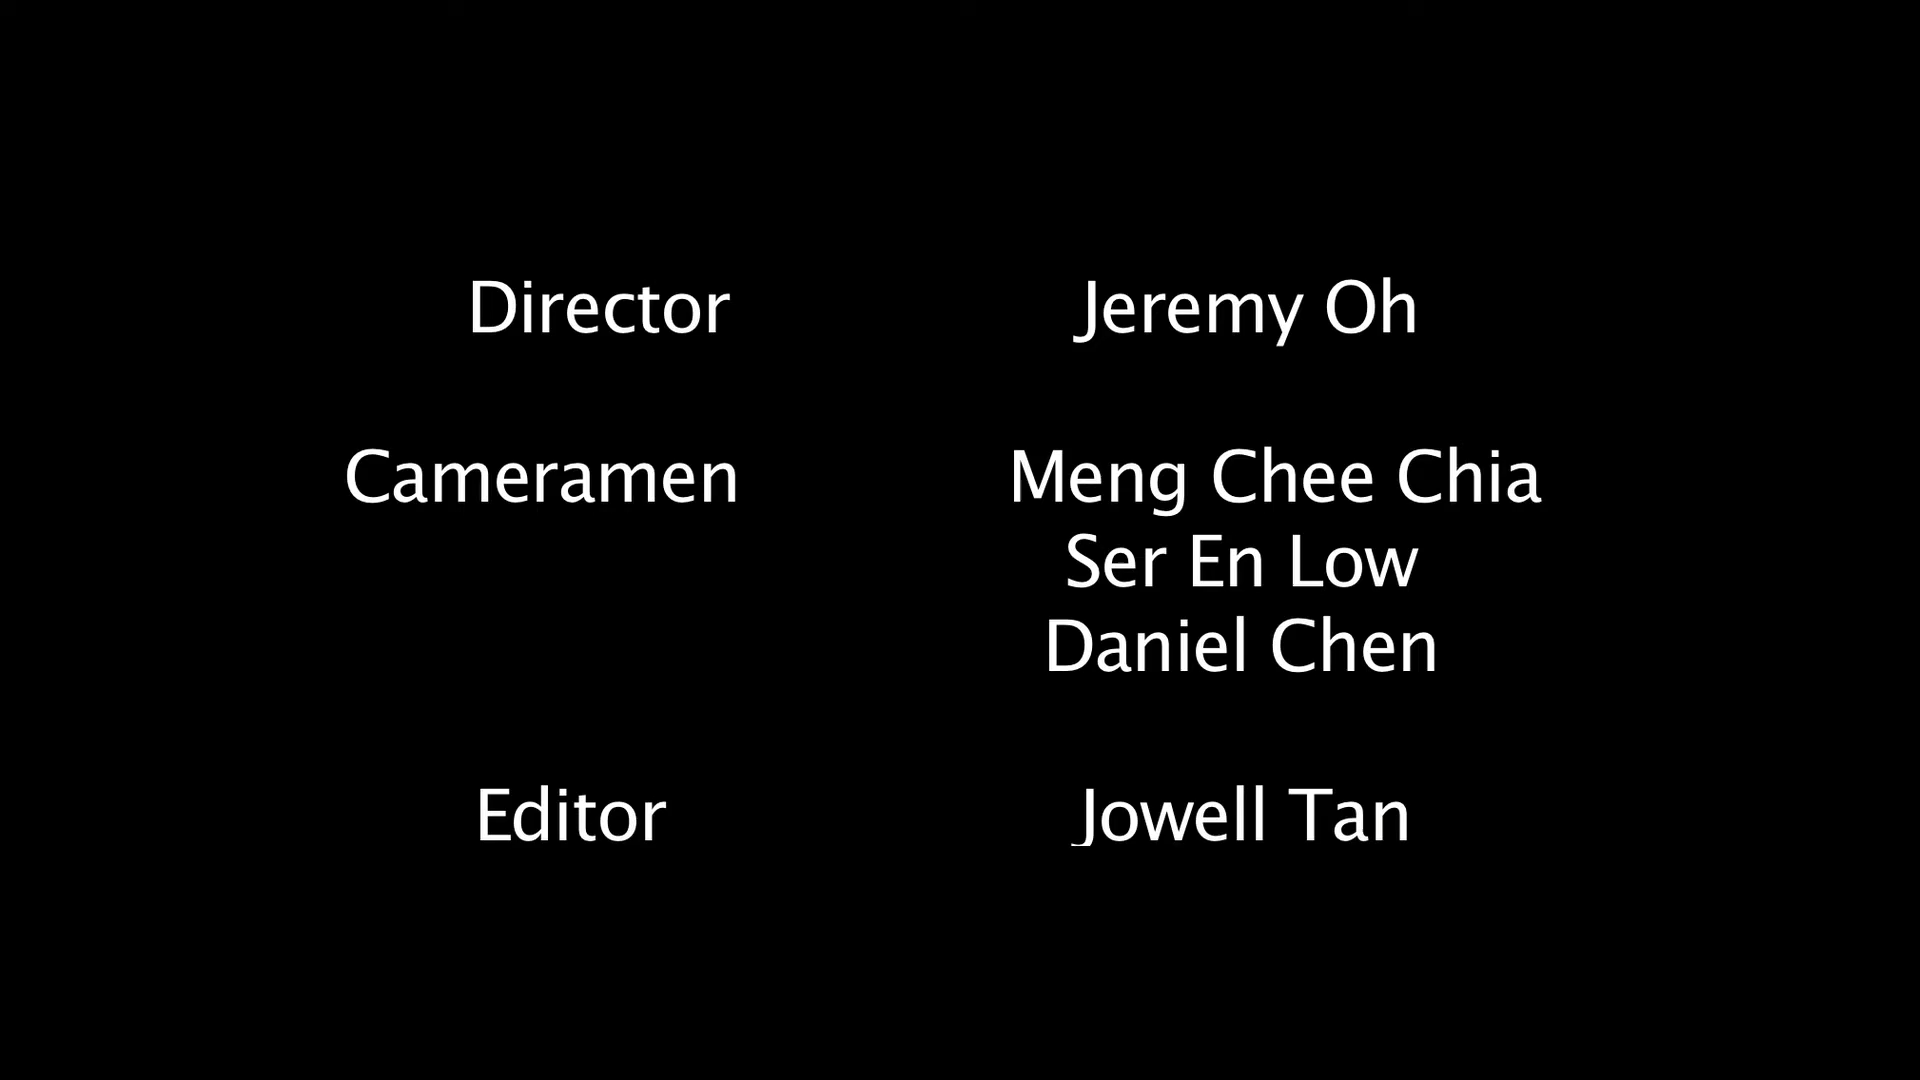 Director Jeremy Oh
Cameramen Meng Chee Chia
Ser En Low
Daniel Chen
Editor Jowell Tan